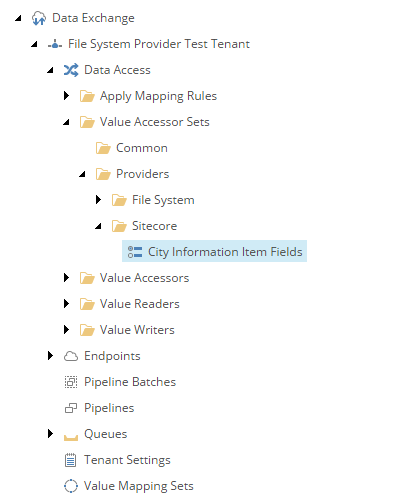 Data Exchange
File System Provider Test Tenant
Data Access
Apply Mapping Rules
Value Accessor Sets
Common
Providers
File System
Sitecore
City Information Item Fields
Value Accessors
Value Readers
Value Writers
Endpoints
Pipeline Batches
Pipelines
Queues
Tenant Settings
Value Mapping Sets